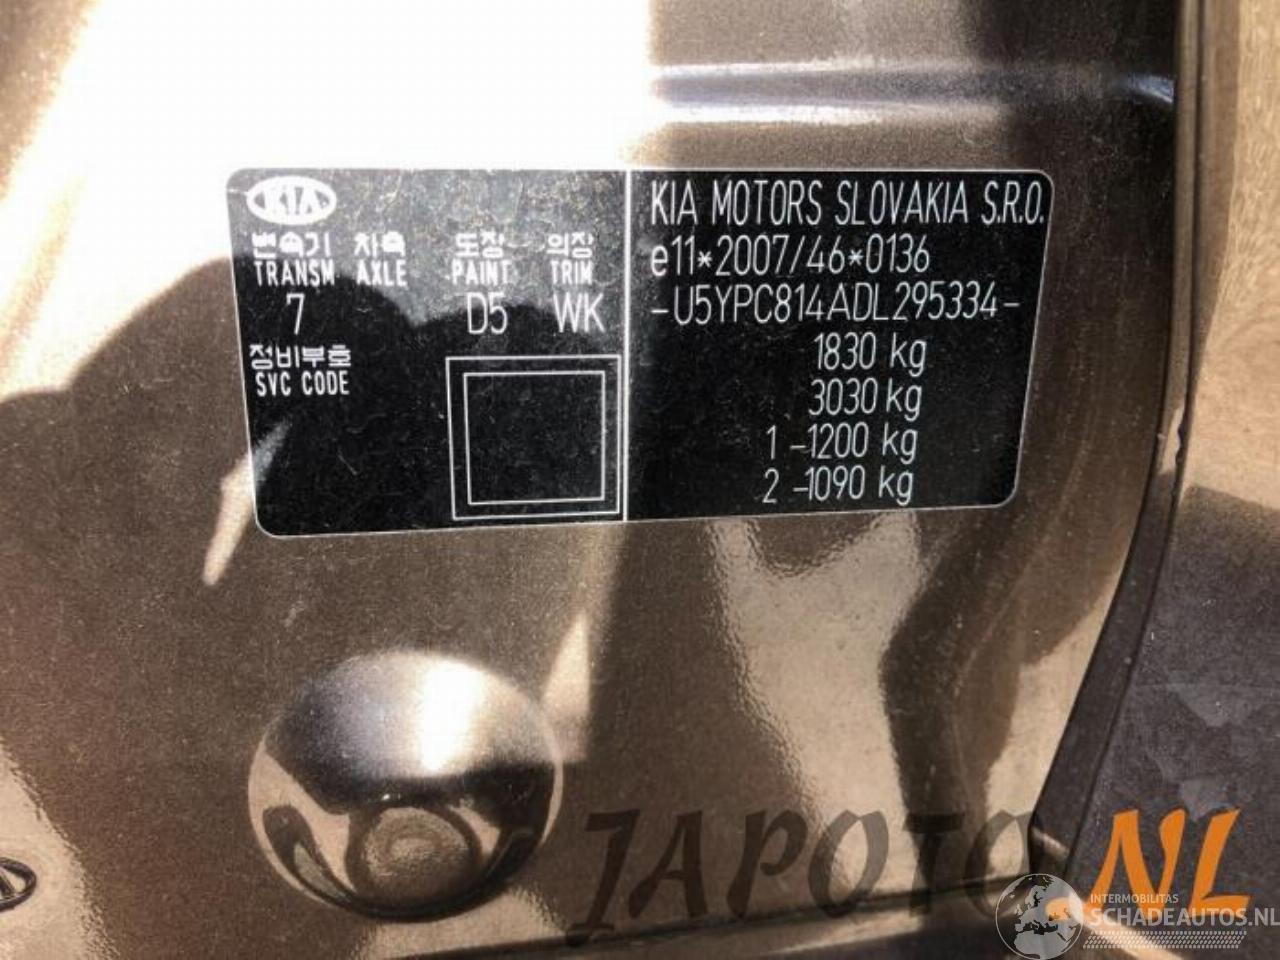 KIA
변속기 차축 도장 의장
TRANSM AXLE PAINT TRIM
7 D5 WK
정비부호
SVC CODE
KIA MOTORS SLOVAKIA S.R.O.
e11*2007/46*0136
-U5YPC814ADL295334-
1830 kg
3030 kg
1 -1200 kg
2 -1090 kg
JAPOTO.NL
INTERMOBILITAS
SCHADEAUTOS.NL